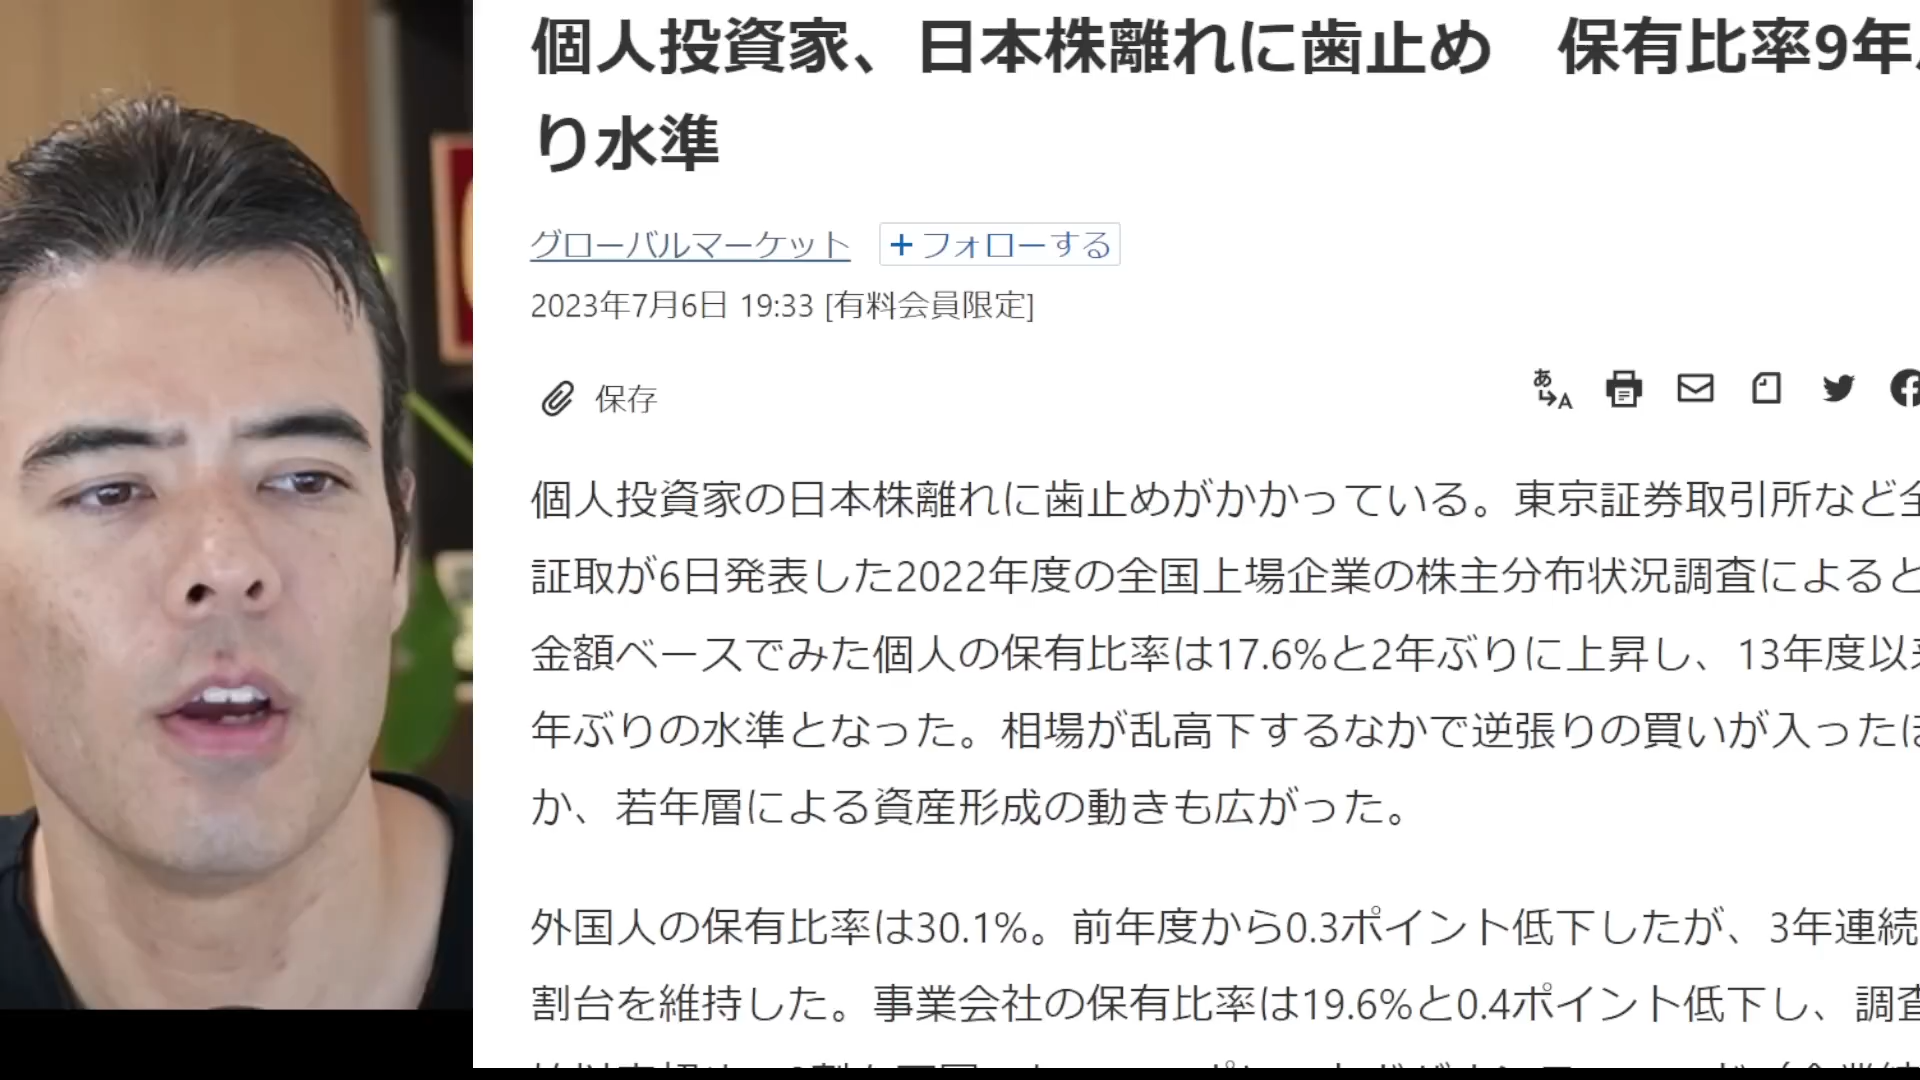 個人投資家、日本株離れに歯止め　保有比率9年
り水準
グローバルマーケット
+フォローする
2023年7月6日 19:33 [有料会員限定]
保存
あ
A
個人投資家の日本株離れに歯止めがかかっている。東京証券取引所など全
証取が6日発表した2022年度の全国上場企業の株主分布状況調査によると
金額ベースでみた個人の保有比率は17.6%と2年ぶりに上昇し、13年度以来
年ぶりの水準となった。相場が乱高下するなかで逆張りの買いが入ったほ
か、若年層による資産形成の動きも広がった。
外国人の保有比率は30.1%。前年度から0.3ポイント低下したが、3年連続
割台を維持した。事業会社の保有比率は19.6%と0.4ポイント低下し、調査